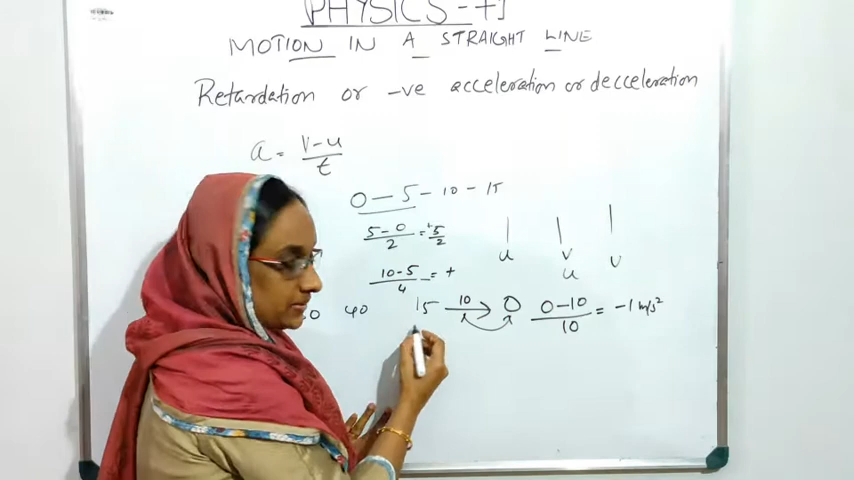 PHYSICS - +1
MOTION IN A STRAIGHT LINE
Retardation or -ve acceleration or decceleration
a = v-u/t
0 - 5 - 10 - 15
5-0/2 = +5/2
u v v
u
10-5/4 = +
0 40 15 10 → 0 0-10/10 = -1 m/s²